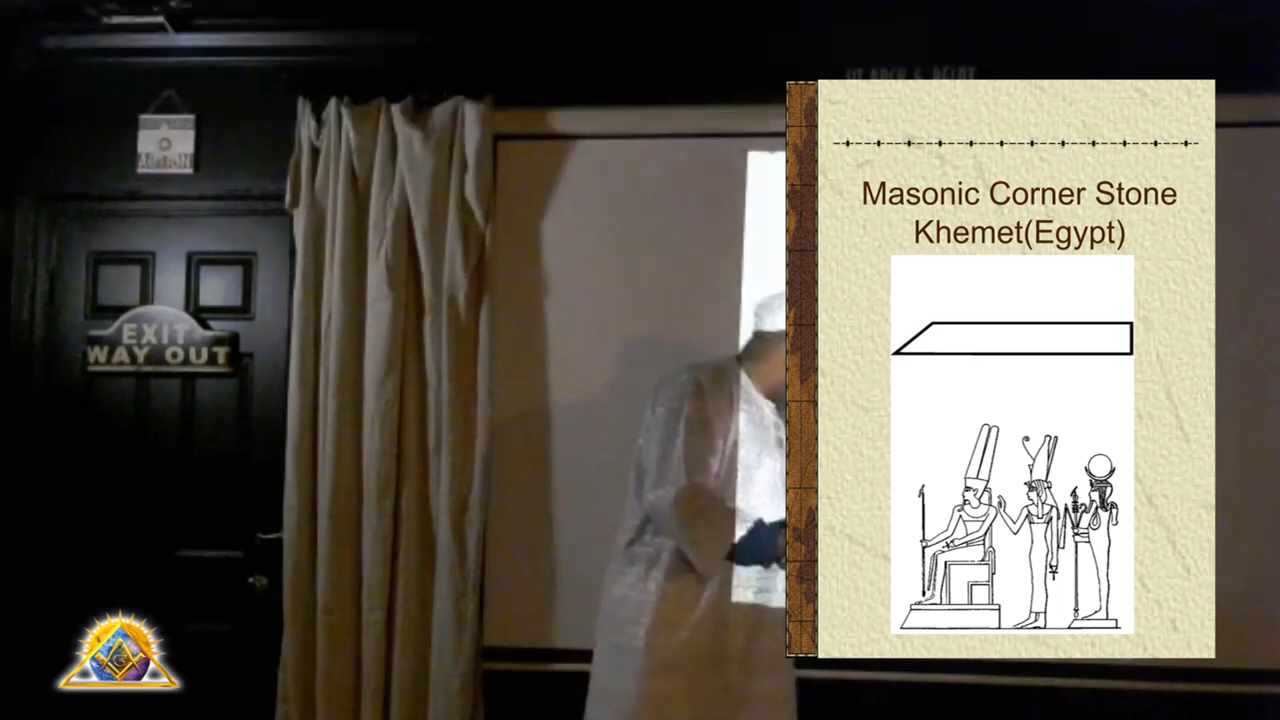 EXIT
WAY OUT
Masonic Corner Stone
Khemet(Egypt)
G